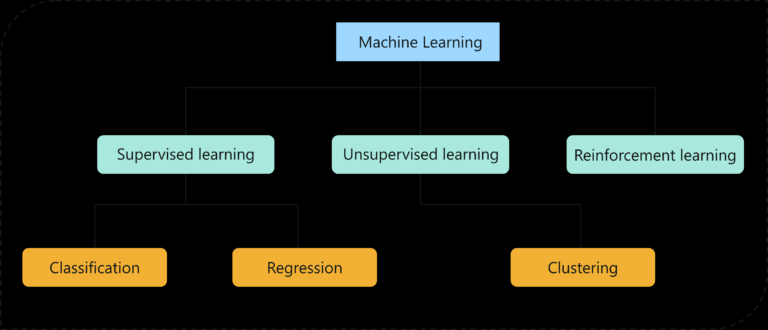 Machine Learning
Supervised learning
Unsupervised learning
Reinforcement learning
Classification
Regression
Clustering